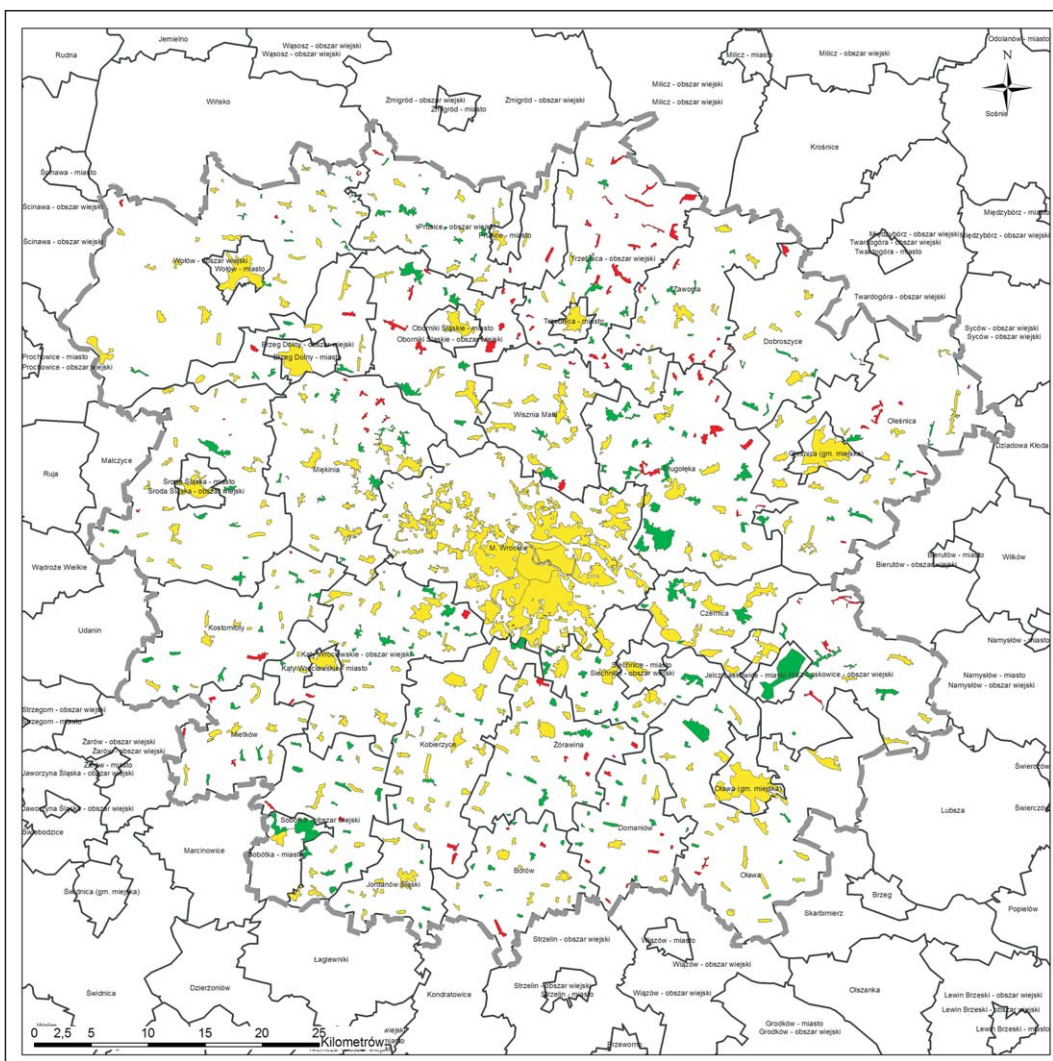 Jemielno
Rudna
Wąsosz - obszar wiejski
Wąsosz - obszar wiejski
Milicz - miasto
Milicz - obszar wiejski
Odolanów - miasto
N
Wińsko
Żmigród - obszar wiejski
Żmigród - obszar wiejski
Żmigród - miasto
Milicz - obszar wiejski
Milicz - obszar wiejski
Sośnie
Krośnice
Ścinawa - miasto
Ścinawa - obszar wiejski
Ścinawa - obszar wiejski
Prusice - obszar wiejski
Prusice - miasto
Międzybórz - miasto
Międzybórz - obszar wiejski
Międzybórz - obszar wiejski
Twardogóra - obszar wiejski
Twardogóra - miasto
Wołów - obszar wiejski
Wołów - miasto
Trzebnica - obszar wiejski
Zawonia
Twardogóra - obszar wiejski
Trzebnica - miasto
Oborniki Śląskie - miasto
Oborniki Śląskie - obszar wiejski
Syców - obszar wiejski
Syców - obszar wiejski
Dobroszyce
Brzeg Dolny - obszar wiejski
Brzeg Dolny - miasto
Prochowice - miasto
Prochowice - obszar wiejski
Wisznia Mała
Oleśnica
Dziadowa Kłoda
Oleśnica (gm. miejska)
Malczyce
Ruja
Miękinia
Długołęka
Środa Śląska - miasto
Środa Śląska - obszar wiejski
M. Wrocław
Bierutów - miasto
Bierutów - obszar wiejski
Wilków
Wądroże Wielkie
Czernica
Udanin
Kostomłoty
Namysłów - miasto
Kąty Wrocławskie - obszar wiejski
Kąty Wrocławskie - miasto
Siechnice - miasto
Siechnice - obszar wiejski
Jelcz-Laskowice - miasto
Jelcz-Laskowice - obszar wiejski
Namysłów - miasto
Namysłów - obszar wiejski
Strzegom - obszar wiejski
Strzegom - miasto
Mietków
Kobierzyce
Żórawina
Żarów - obszar wiejski
Żarów - obszar wiejski
Żarów - miasto
Jaworzyna Śląska - obszar wiejski
Świerczów
Oława (gm. miejska)
Jaworzyna Śląska - obszar wiejski
Świebodzice
Lubsza
Świerczów
Sobótka - obszar wiejski
Domaniów
Marcinowice
Sobótka - miasto
Borów
Jordanów Śląski
Oława
Świdnica (gm. miejska)
Brzeg
Skarbimierz
Popielów
Strzelin - obszar wiejski
Wiązów - miasto
Łagiewniki
Wiązów - obszar wiejski
Świdnica
Dzierżoniów
Kondratowice
Strzelin - obszar wiejski
Strzelin - miasto
Wiązów - obszar wiejski
Olszanka
Lewin Brzeski - obszar wiejski
Lewin Brzeski - obszar wiejski
Grodków - miasto
Grodków - obszar wiejski
Lewin Brzeski - miasto
Przeworno
0 2,5 5 10 15 20 25
Kilometrów